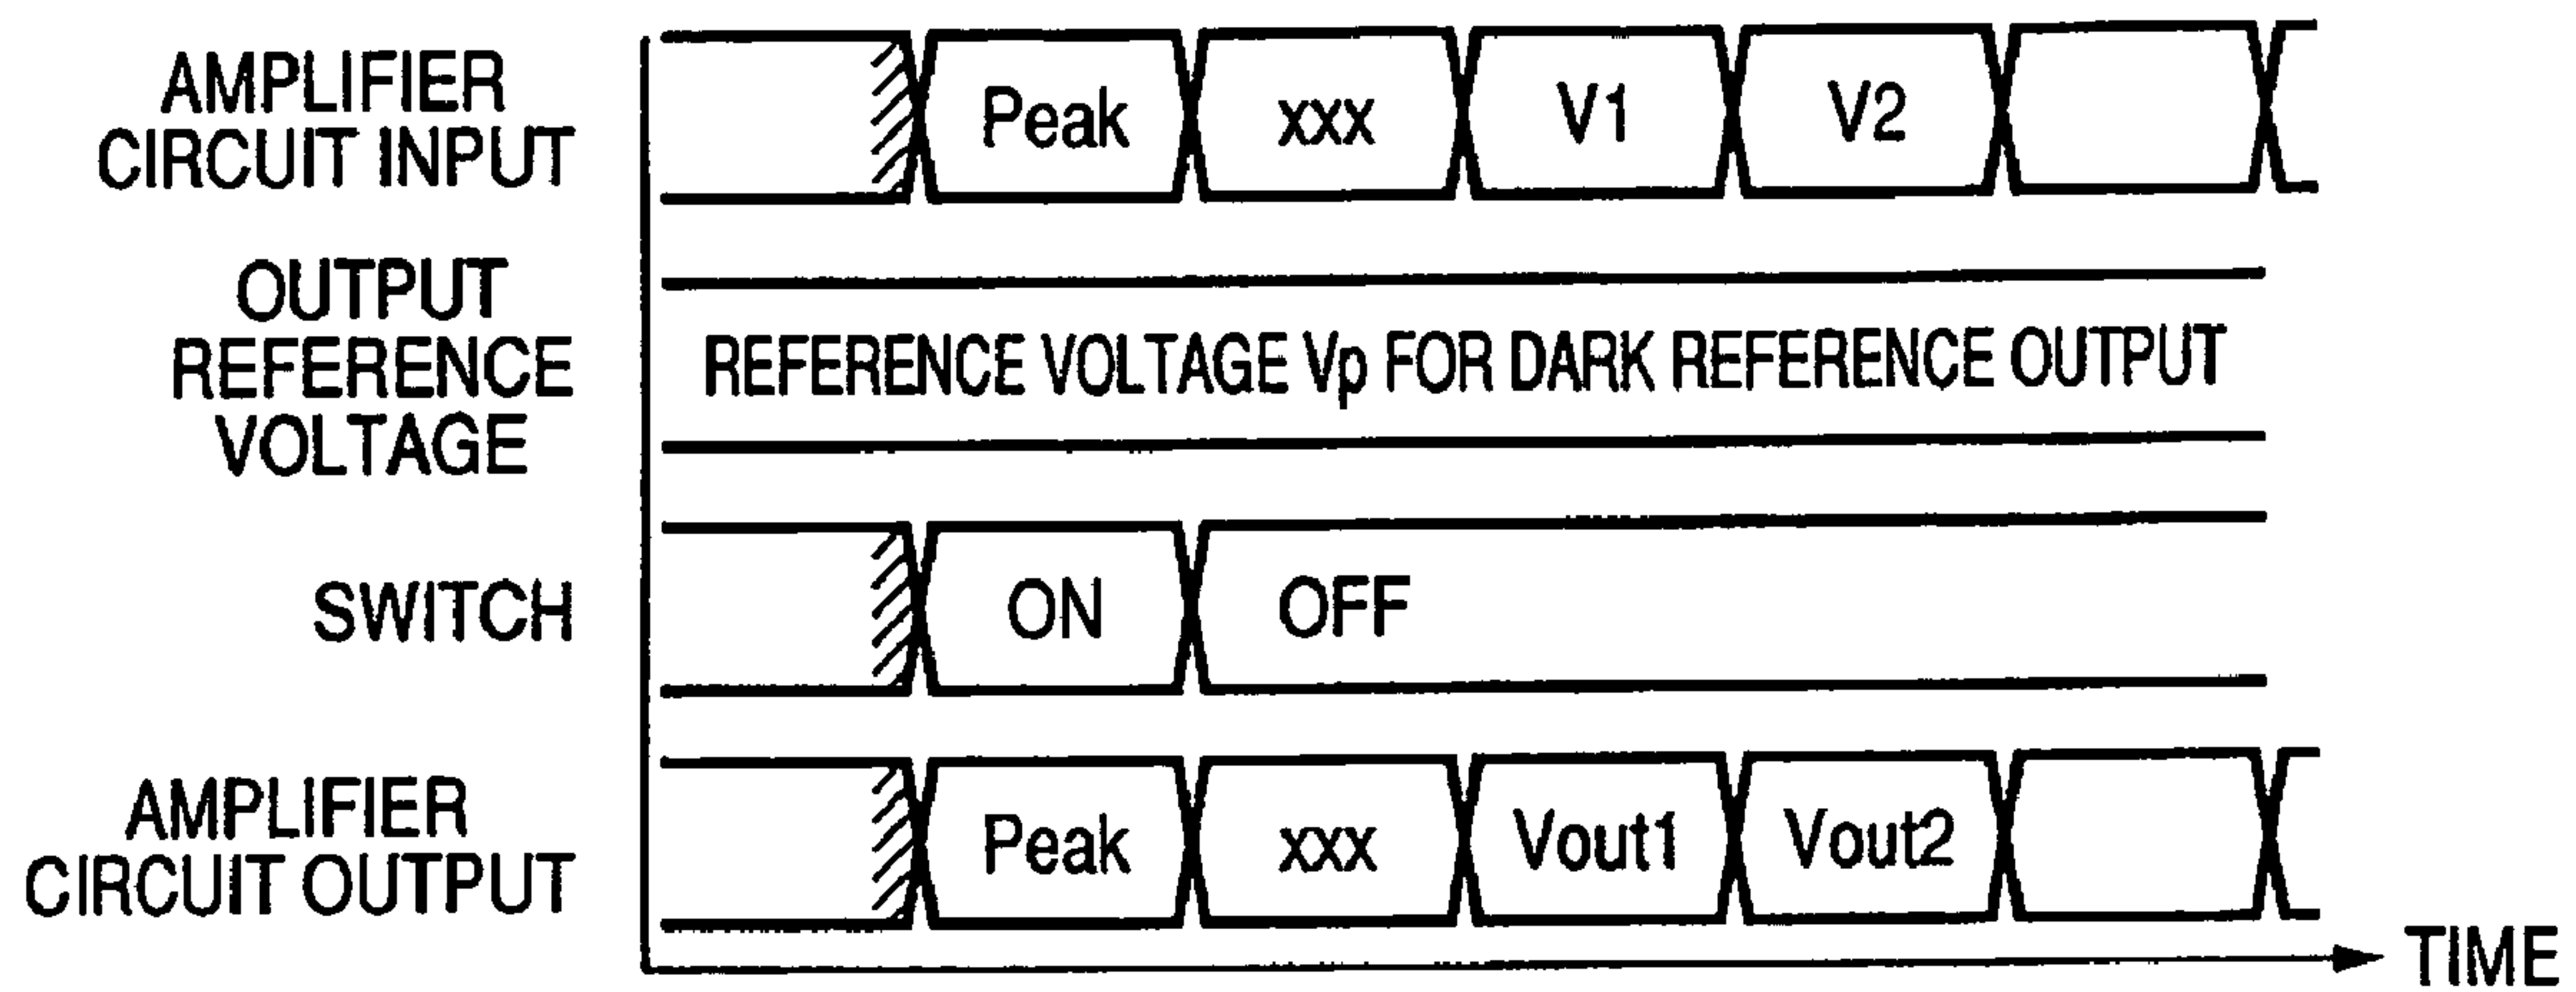 AMPLIFIER
CIRCUIT INPUT
Peak
xxx
V1
V2
OUTPUT
REFERENCE
VOLTAGE
REFERENCE VOLTAGE Vp FOR DARK REFERENCE OUTPUT
SWITCH
ON
OFF
AMPLIFIER
CIRCUIT OUTPUT
Peak
xxx
Vout1
Vout2
TIME